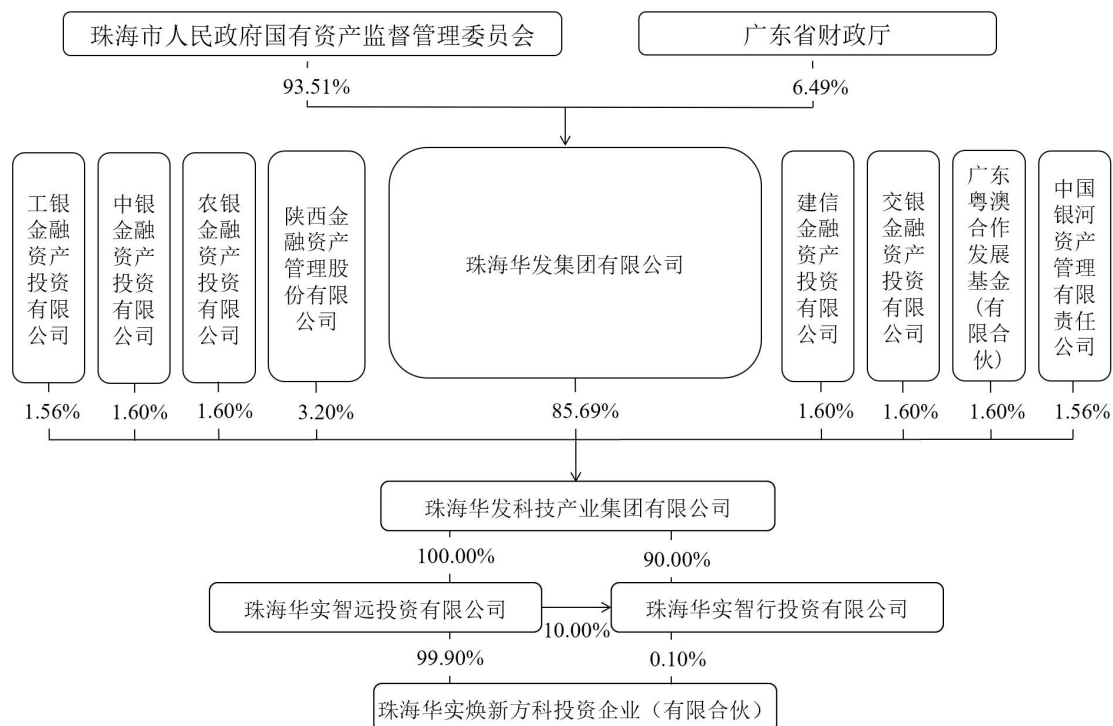 珠海市人民政府国有资产监督管理委员会
广东省财政厅
93.51%
6.49%
工银
金融
资产
投资
有限
公司
中银
金融
资产
投资
有限
公司
农银
金融
资产
投资
有限
公司
陕西金
融资产
管理股
份有限
公司
珠海华发集团有限公司
建信
金融
资产
投资
有限
公司
交银
金融
资产
投资
有限
公司
广东
粤澳
合作
发展
基金
(有
限合
伙)
中国
银河
资产
管理
有限
责任
公司
1.56%
1.60%
1.60%
3.20%
85.69%
1.60%
1.60%
1.60%
1.56%
珠海华发科技产业集团有限公司
100.00%
90.00%
珠海华实智远投资有限公司
10.00%
珠海华实智行投资有限公司
99.90%
0.10%
珠海华实焕新方科投资企业（有限合伙）